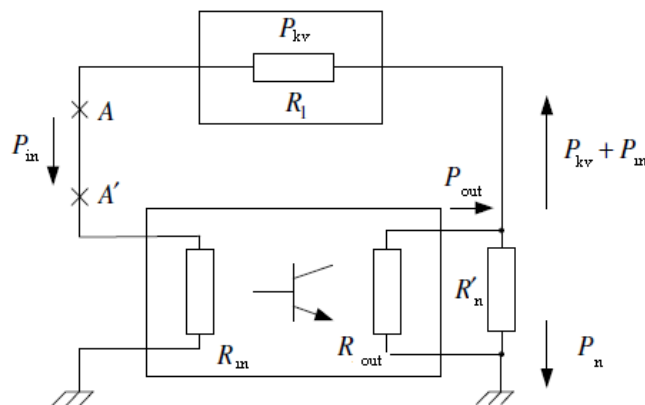 P_kv
R_1
A
P_in
A′
P_out
P_kv + P_in
R_in
R_out
R′_n
P_n